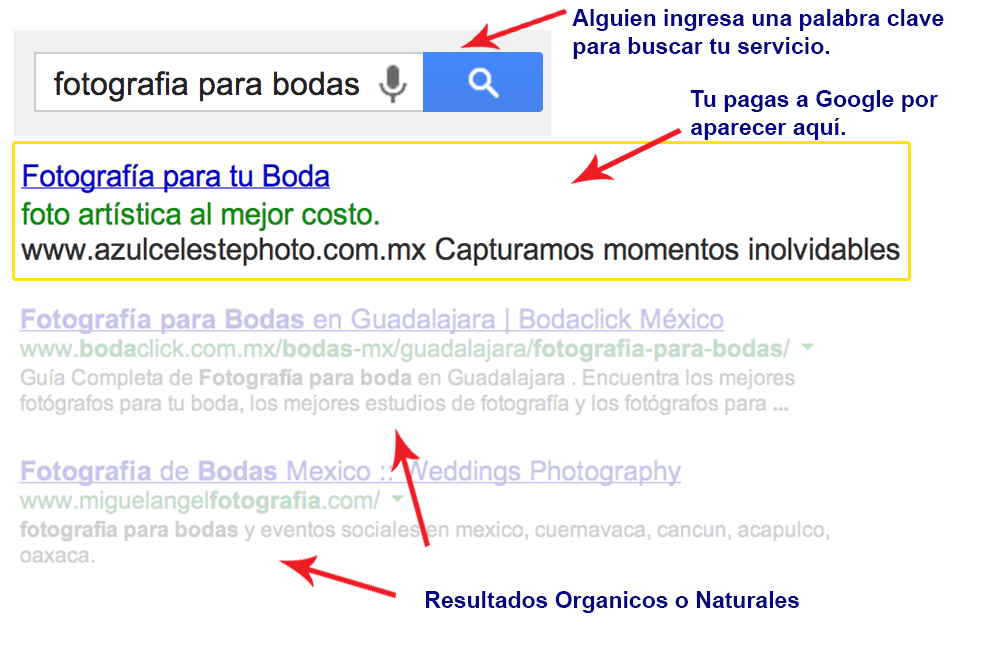 Alguien ingresa una palabra clave
para buscar tu servicio.
fotografia para bodas
Tu pagas a Google por
aparecer aquí.
Fotografía para tu Boda
foto artística al mejor costo.
www.azulcelestephoto.com.mx Capturamos momentos inolvidables
Fotografía para Bodas en Guadalajara | Bodaclick México
www.bodaclick.com.mx/bodas-mx/guadalajara/fotografia-para-bodas/
Guía Completa de Fotografía para boda en Guadalajara . Encuentra los mejores
fotógrafos para tu boda, los mejores estudios de fotografía y los fotógrafos para ...
Fotografia de Bodas Mexico :: Weddings Photography
www.miguelangelfotografia.com/
fotografia para bodas y eventos sociales en mexico, cuernavaca, cancun, acapulco,
oaxaca.
Resultados Organicos o Naturales